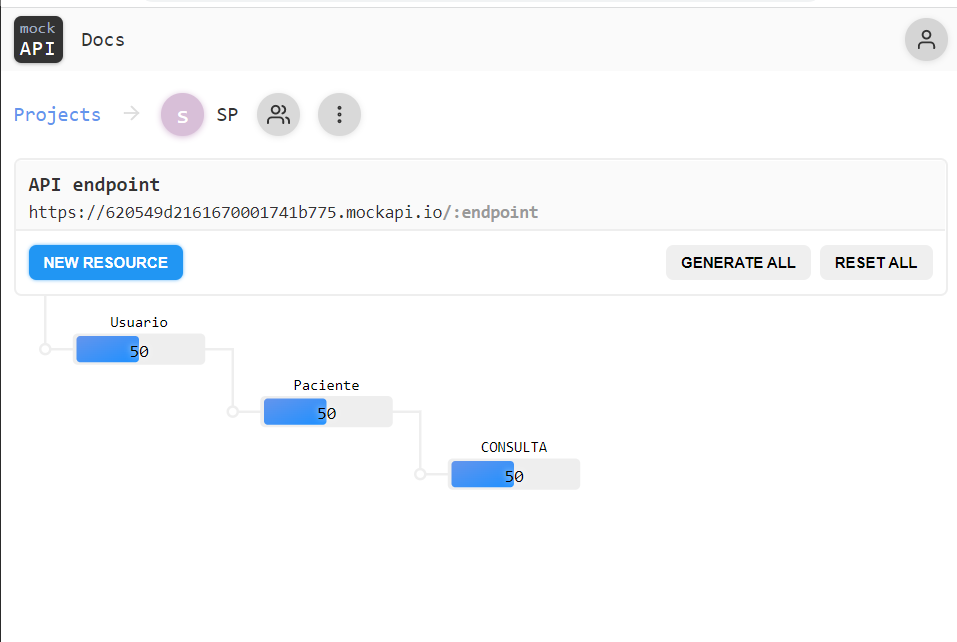 mock
API
Docs
Projects
S
SP
API endpoint
https://620549d2161670001741b775.mockapi.io/:endpoint
NEW RESOURCE
GENERATE ALL
RESET ALL
Usuario
50
Paciente
50
CONSULTA
50